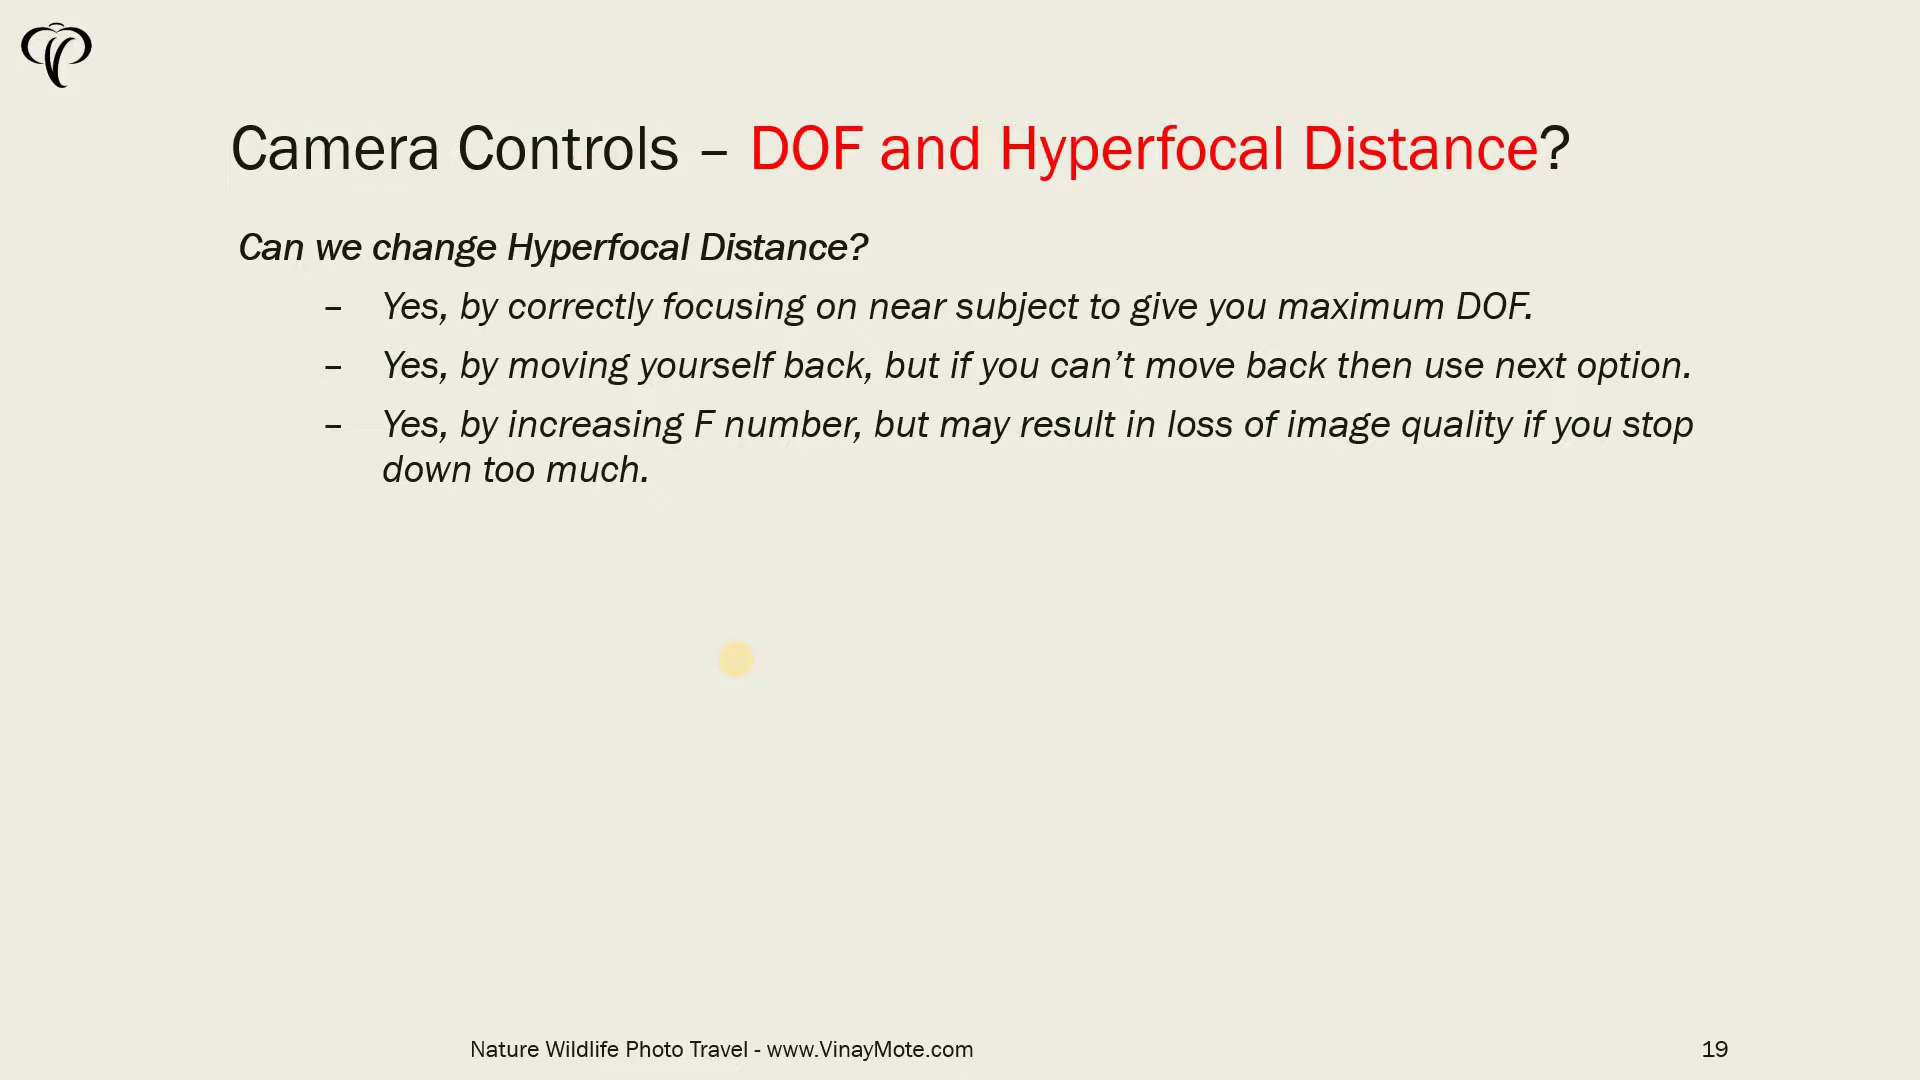 Camera Controls – DOF and Hyperfocal Distance?
Can we change Hyperfocal Distance?
– Yes, by correctly focusing on near subject to give you maximum DOF.
– Yes, by moving yourself back, but if you can’t move back then use next option.
– Yes, by increasing F number, but may result in loss of image quality if you stop
down too much.
Nature Wildlife Photo Travel - www.VinayMote.com
19